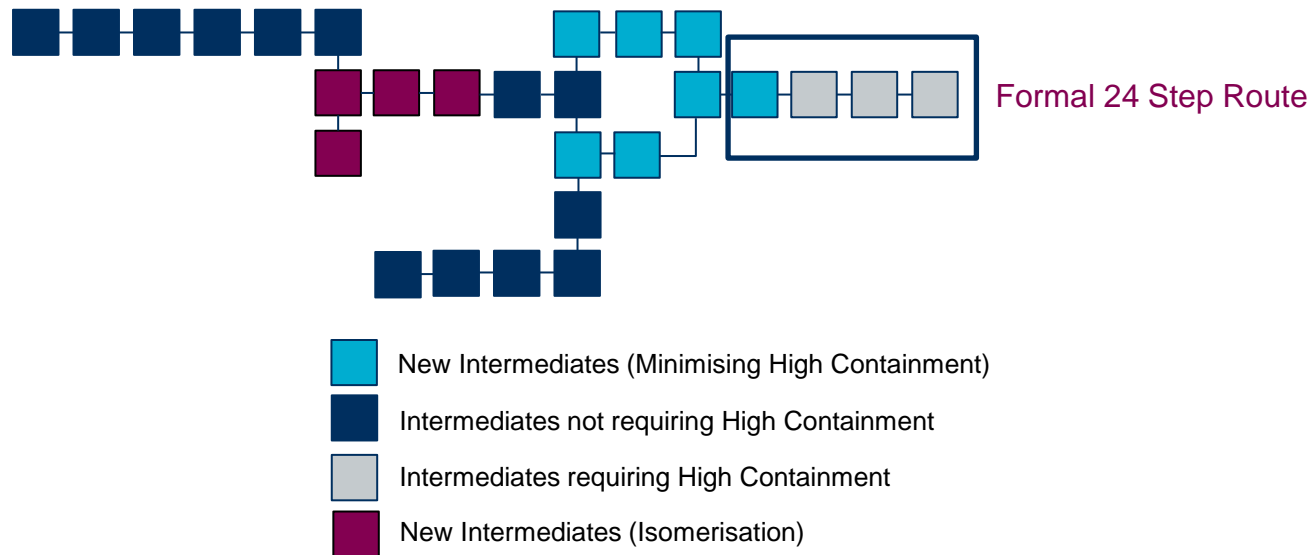 Formal 24 Step Route
New Intermediates (Minimising High Containment)
Intermediates not requiring High Containment
Intermediates requiring High Containment
New Intermediates (Isomerisation)